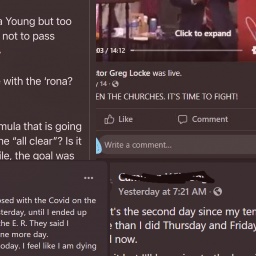 a Young but too
not to pass
with the 'rona?
mula that is going
e "all clear"? Is it
ile, the goal was
Click to expand
03 / 14:12
tor Greg Locke was live.
/4
EN THE CHURCHES. IT'S TIME TO FIGHT!
Like
Comment
Write a comment...
Yesterday at 7:21 AM
t's the second day since my ten
e than I did Thursday and Friday
l now.
osed with the Covid on the
terday, until I ended up
he E. R. They said I
ne more day.
oday. I feel like I am dying